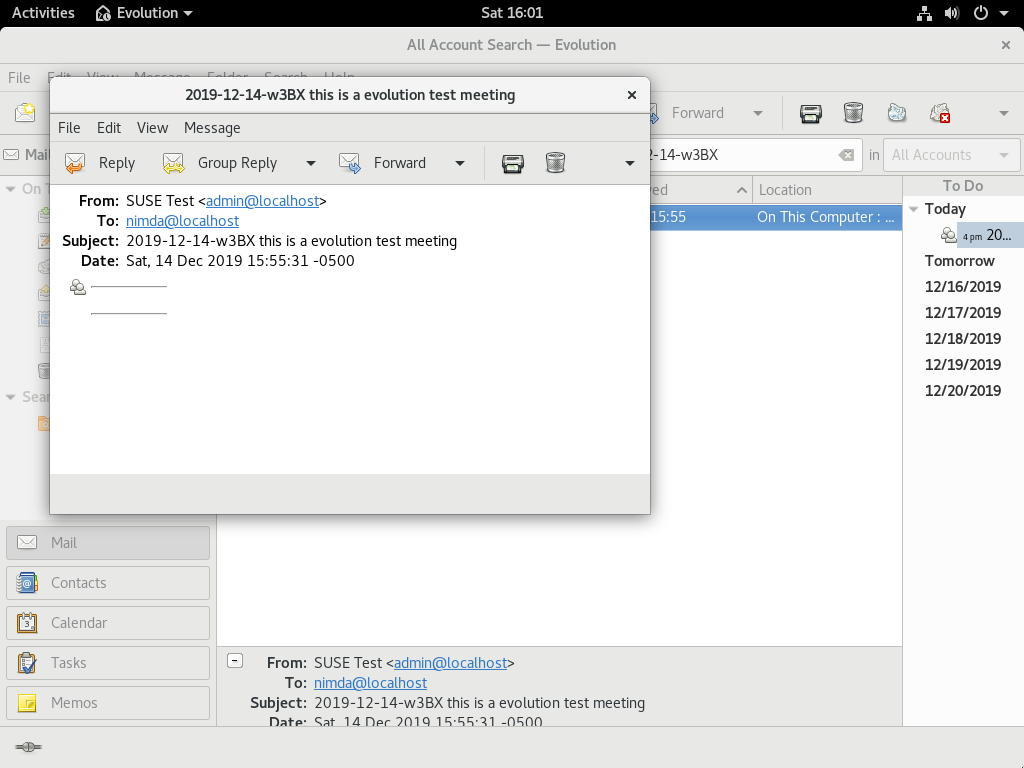 Activities Evolution Sat 16:01
All Account Search — Evolution
File Edit View Message Folder Search Help
2019-12-14-w3BX this is a evolution test meeting
File Edit View Message
Reply Group Reply Forward
From: SUSE Test <admin@localhost>
To: nimda@localhost
Subject: 2019-12-14-w3BX this is a evolution test meeting
Date: Sat, 14 Dec 2019 15:55:31 -0500
Forward
Mai
2-14-w3BX in All Accounts
On T
Sear
ved Location
15:55 On This Computer : ...
To Do
Today
4 pm 20...
Tomorrow
12/16/2019
12/17/2019
12/18/2019
12/19/2019
12/20/2019
Mail
Contacts
Calendar
Tasks
Memos
From: SUSE Test <admin@localhost>
To: nimda@localhost
Subject: 2019-12-14-w3BX this is a evolution test meeting
Date: Sat, 14 Dec 2019 15:55:31 -0500